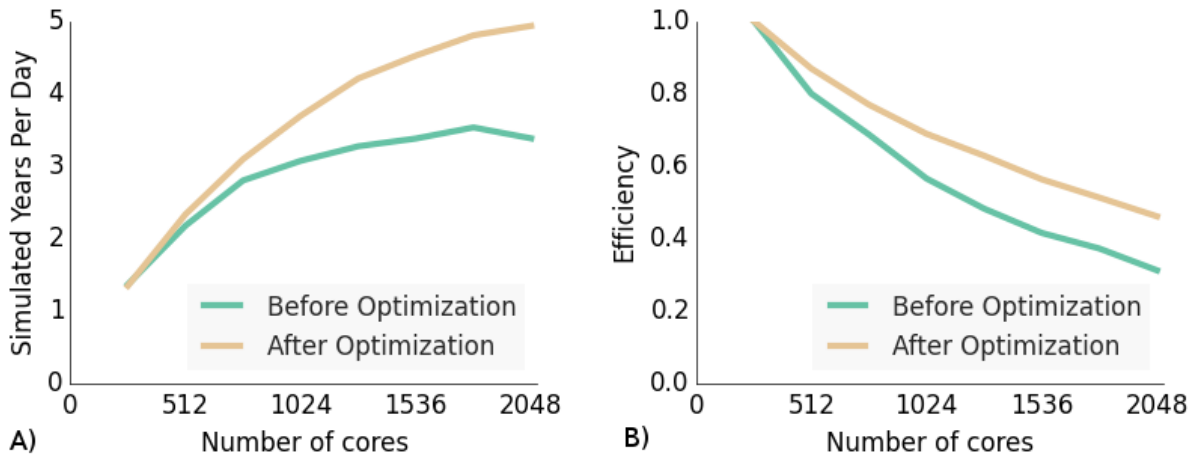 5
4
3
2
1
0
Simulated Years Per Day
0 512 1024 1536 2048
Number of cores
Before Optimization
After Optimization
A)
1.0
0.8
0.6
0.4
0.2
0.0
Efficiency
0 512 1024 1536 2048
Number of cores
Before Optimization
After Optimization
B)